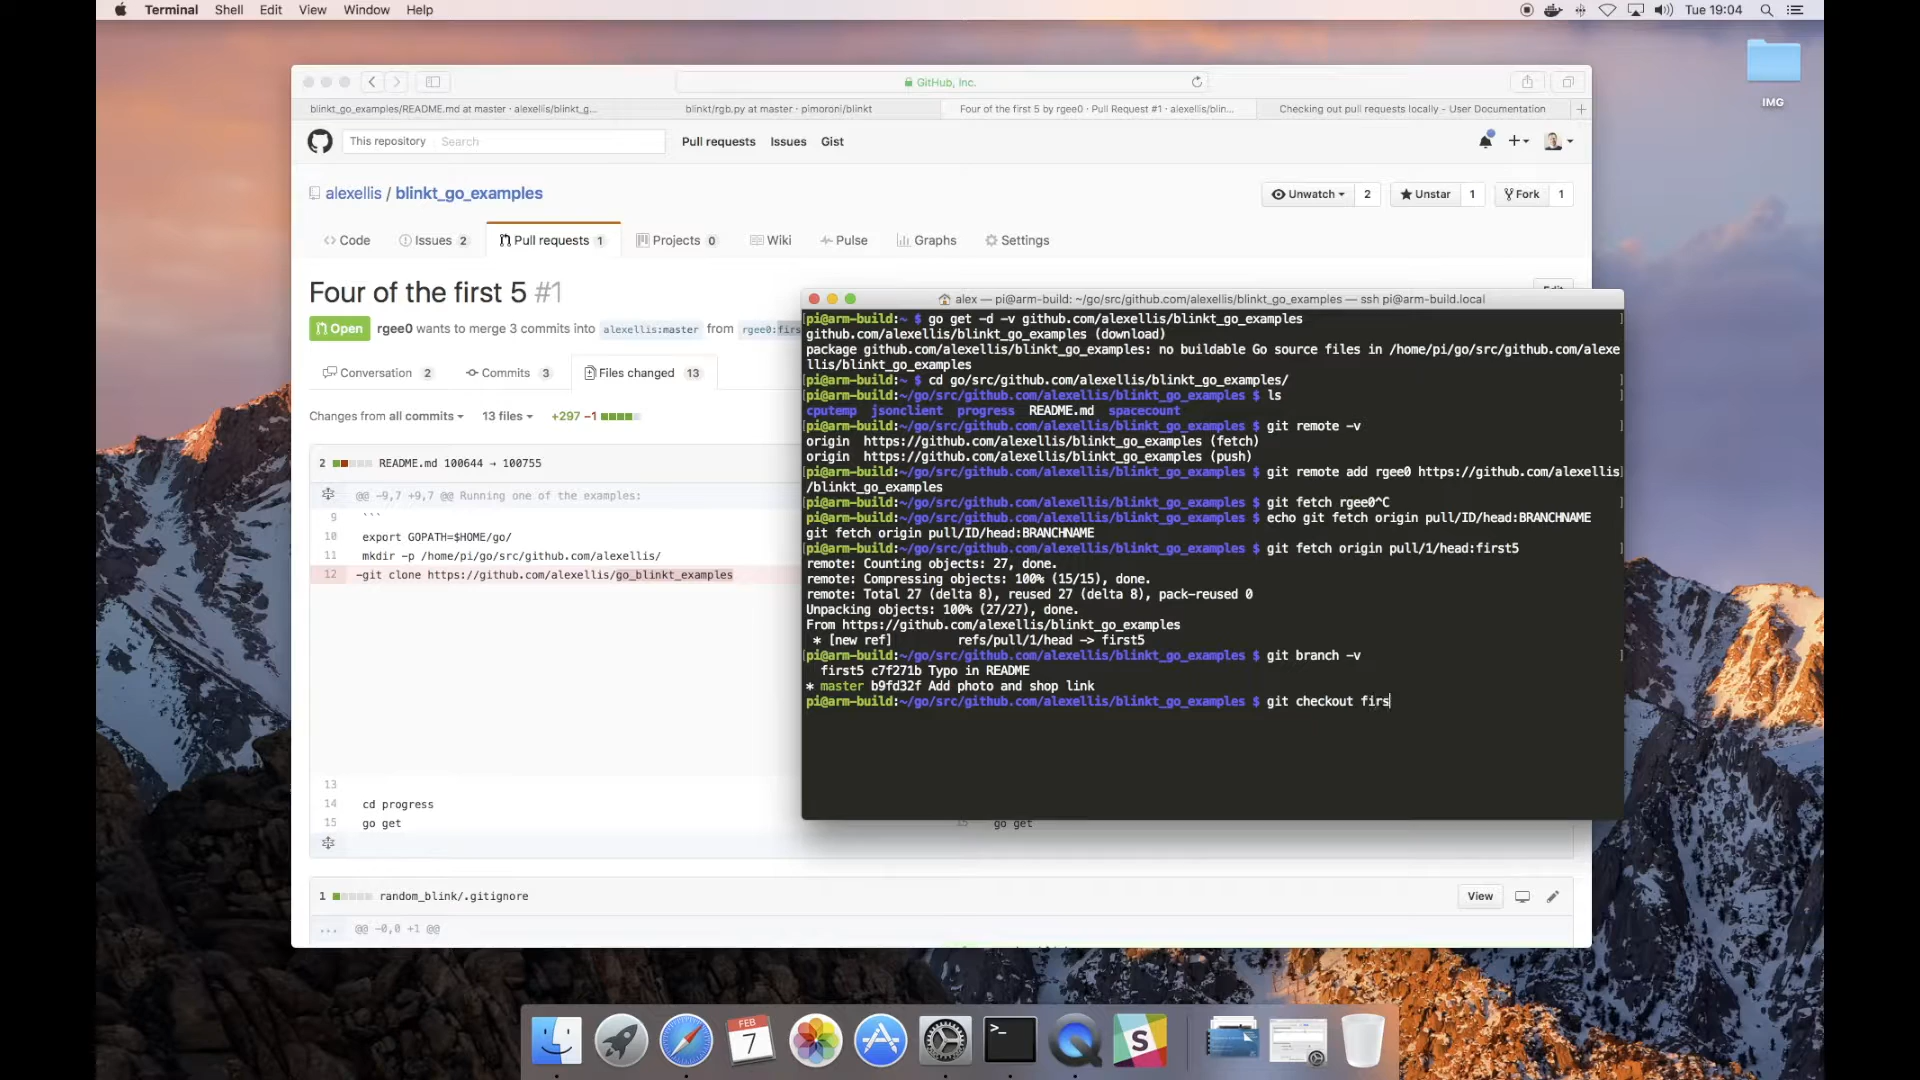 Terminal Shell Edit View Window Help
Tue 19:04
IMG
GitHub, Inc.
blinkt_go_examples/README.md at master · alexellis/blinkt_g...
blinkt/rgb.py at master · pimoroni/blinkt
Four of the first 5 by rgee0 · Pull Request #1 · alexellis/blin...
Checking out pull requests locally - User Documentation
This repository Search
Pull requests Issues Gist
alexellis / blinkt_go_examples
Unwatch 2 Unstar 1 Fork 1
Code Issues 2 Pull requests 1 Projects 0 Wiki Pulse Graphs Settings
Four of the first 5 #1
Open rgee0 wants to merge 3 commits into alexellis:master from rgee0:firs
Conversation 2 Commits 3 Files changed 13
Changes from all commits 13 files +297 −1
2 README.md 100644 → 100755
@@ -9,7 +9,7 @@ Running one of the examples:
9 ```
10 export GOPATH=$HOME/go/
11 mkdir -p /home/pi/go/src/github.com/alexellis/
12 -git clone https://github.com/alexellis/go_blinkt_examples
13
14 cd progress
15 go get
15 go get
1 random_blink/.gitignore
View
... @@ -0,0 +1 @@
alex — pi@arm-build: ~/go/src/github.com/alexellis/blinkt_go_examples — ssh pi@arm-build.local
[pi@arm-build:~ $ go get -d -v github.com/alexellis/blinkt_go_examples ]
github.com/alexellis/blinkt_go_examples (download)
package github.com/alexellis/blinkt_go_examples: no buildable Go source files in /home/pi/go/src/github.com/alexe
llis/blinkt_go_examples
[pi@arm-build:~ $ cd go/src/github.com/alexellis/blinkt_go_examples/ ]
[pi@arm-build:~/go/src/github.com/alexellis/blinkt_go_examples $ ls ]
cputemp jsonclient progress README.md spacecount
[pi@arm-build:~/go/src/github.com/alexellis/blinkt_go_examples $ git remote -v ]
origin https://github.com/alexellis/blinkt_go_examples (fetch)
origin https://github.com/alexellis/blinkt_go_examples (push)
[pi@arm-build:~/go/src/github.com/alexellis/blinkt_go_examples $ git remote add rgee0 https://github.com/alexellis]
/blinkt_go_examples
[pi@arm-build:~/go/src/github.com/alexellis/blinkt_go_examples $ git fetch rgee0^C ]
pi@arm-build:~/go/src/github.com/alexellis/blinkt_go_examples $ echo git fetch origin pull/ID/head:BRANCHNAME
git fetch origin pull/ID/head:BRANCHNAME
[pi@arm-build:~/go/src/github.com/alexellis/blinkt_go_examples $ git fetch origin pull/1/head:first5 ]
remote: Counting objects: 27, done.
remote: Compressing objects: 100% (15/15), done.
remote: Total 27 (delta 8), reused 27 (delta 8), pack-reused 0
Unpacking objects: 100% (27/27), done.
From https://github.com/alexellis/blinkt_go_examples
* [new ref] refs/pull/1/head -> first5
[pi@arm-build:~/go/src/github.com/alexellis/blinkt_go_examples $ git branch -v ]
first5 c7f271b Typo in README
* master b9fd32f Add photo and shop link
pi@arm-build:~/go/src/github.com/alexellis/blinkt_go_examples $ git checkout firs
FEB
7
>_
S